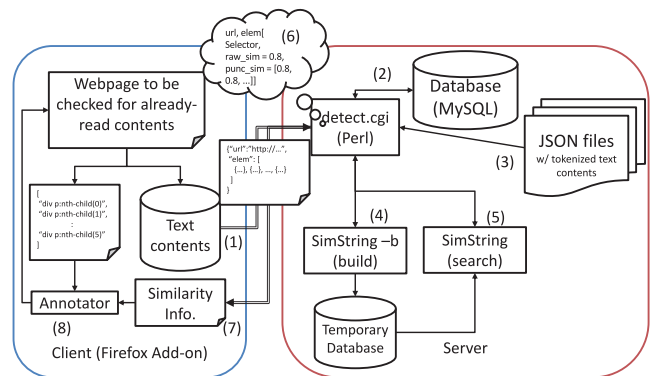 url, elem[
Selector,
raw_sim = 0.8,
punc_sim = [0.8,
0.8, ...]]
(6)
Webpage to be
checked for already-
read contents
(2)
Database
(MySQL)
detect.cgi
(Perl)
(3)
JSON files
w/ tokenized text
contents
{"url":"http://...",
"elem": [
{...}, {...}, ..., {...}
]
}
[
"div p:nth-child(0)",
"div p:nth-child(1)",
:
"div p:nth-child(5)"
]
Text
contents
(1)
(4)
SimString –b
(build)
(5)
SimString
(search)
Annotator
(8)
Similarity
Info.
(7)
Temporary
Database
Client (Firefox Add-on)
Server